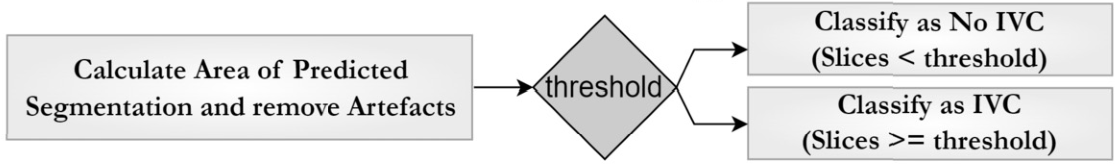 Calculate Area of Predicted
Segmentation and remove Artefacts
threshold
Classify as No IVC
(Slices < threshold)
Classify as IVC
(Slices >= threshold)